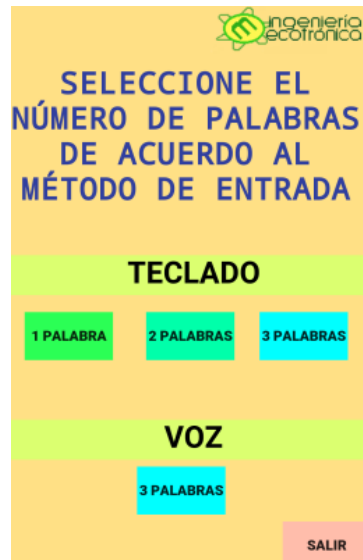 ingeniería
ecotrónica
SELECCIONE EL
NÚMERO DE PALABRAS
DE ACUERDO AL
MÉTODO DE ENTRADA
TECLADO
1 PALABRA 2 PALABRAS 3 PALABRAS
VOZ
3 PALABRAS
SALIR